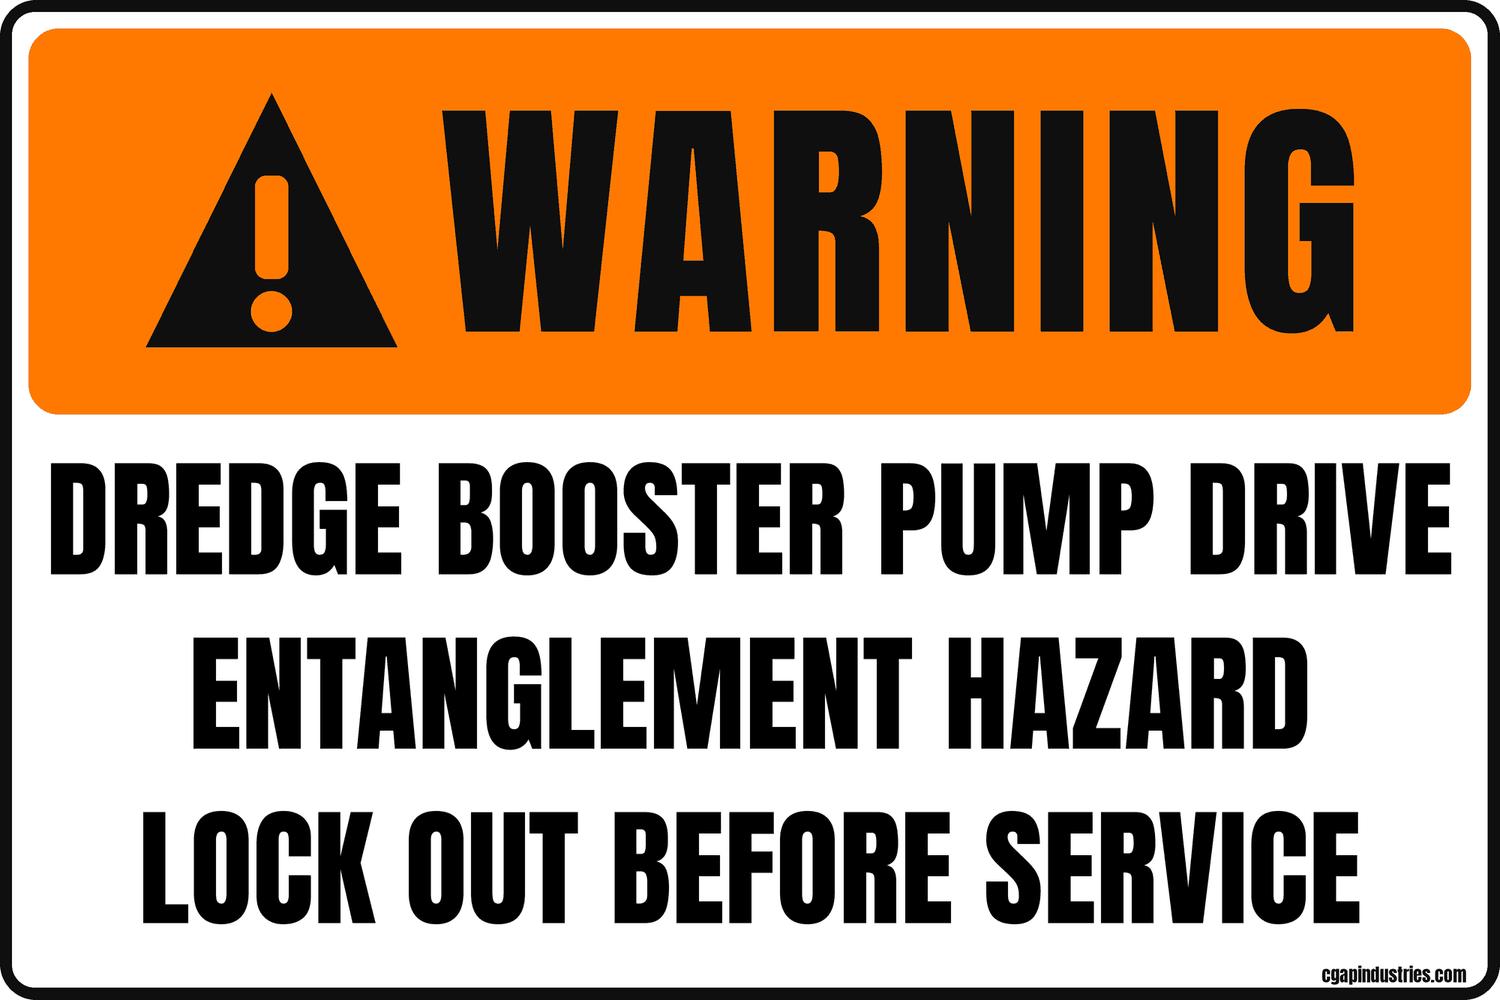 WARNING
DREDGE BOOSTER PUMP DRIVE
ENTANGLEMENT HAZARD
LOCK OUT BEFORE SERVICE
cgapindustries.com